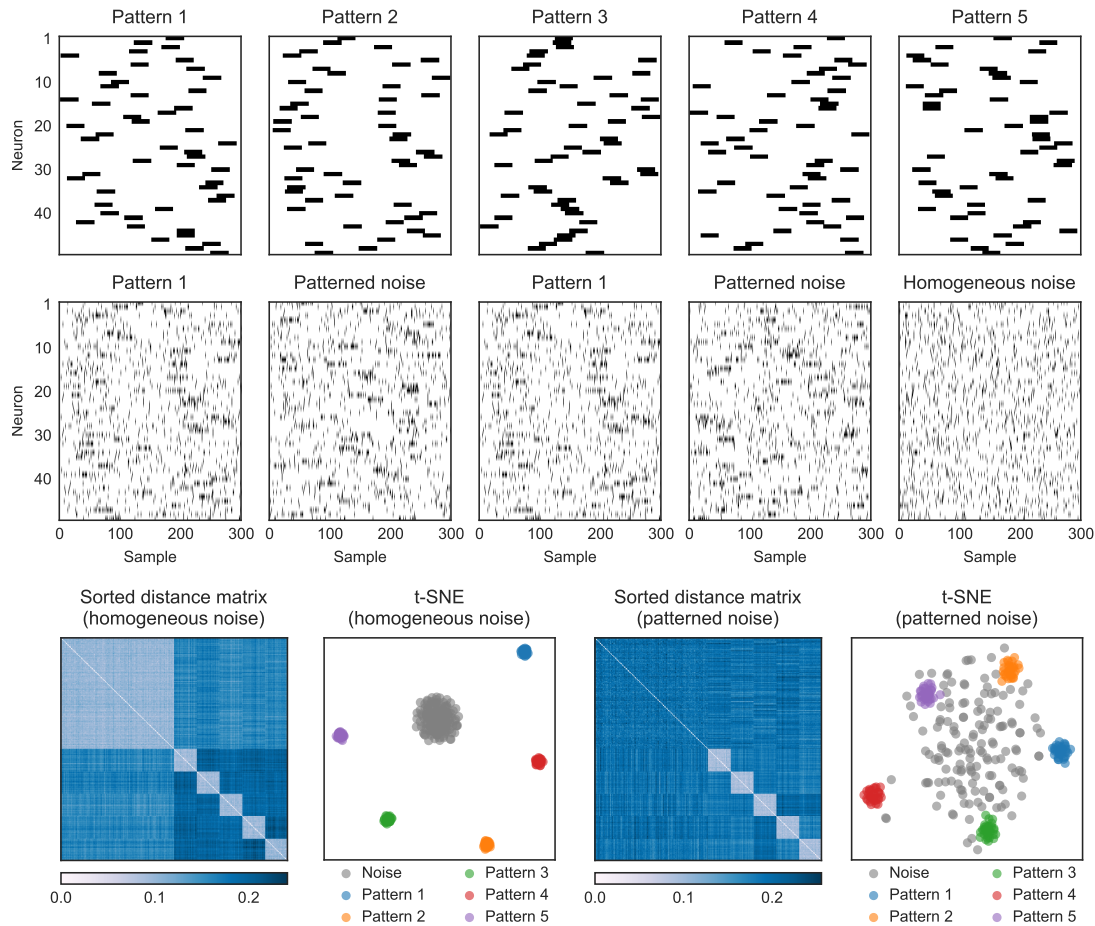 Pattern 1 Pattern 2 Pattern 3 Pattern 4 Pattern 5
1
10
20
30
40
Neuron
Pattern 1 Patterned noise Pattern 1 Patterned noise Homogeneous noise
1
10
20
30
40
Neuron
0 100 200 300 0 100 200 300 0 100 200 300 0 100 200 300 0 100 200 300
Sample Sample Sample Sample Sample
Sorted distance matrix
(homogeneous noise)
t-SNE
(homogeneous noise)
Sorted distance matrix
(patterned noise)
t-SNE
(patterned noise)
0.0 0.1 0.2
Noise Pattern 3
Pattern 1 Pattern 4
Pattern 2 Pattern 5
0.0 0.1 0.2
Noise Pattern 3
Pattern 1 Pattern 4
Pattern 2 Pattern 5